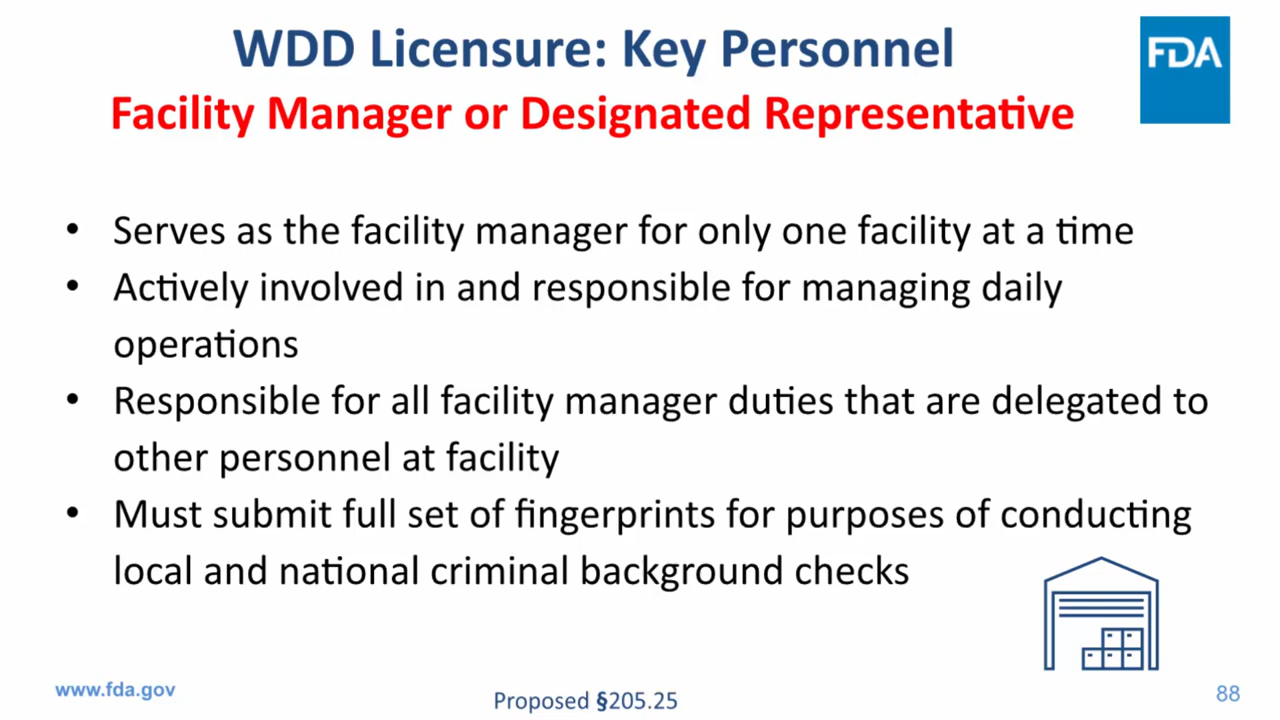 WDD Licensure: Key Personnel
FDA
Facility Manager or Designated Representative
• Serves as the facility manager for only one facility at a time
• Actively involved in and responsible for managing daily
operations
• Responsible for all facility manager duties that are delegated to
other personnel at facility
• Must submit full set of fingerprints for purposes of conducting
local and national criminal background checks
www.fda.gov
Proposed §205.25
88